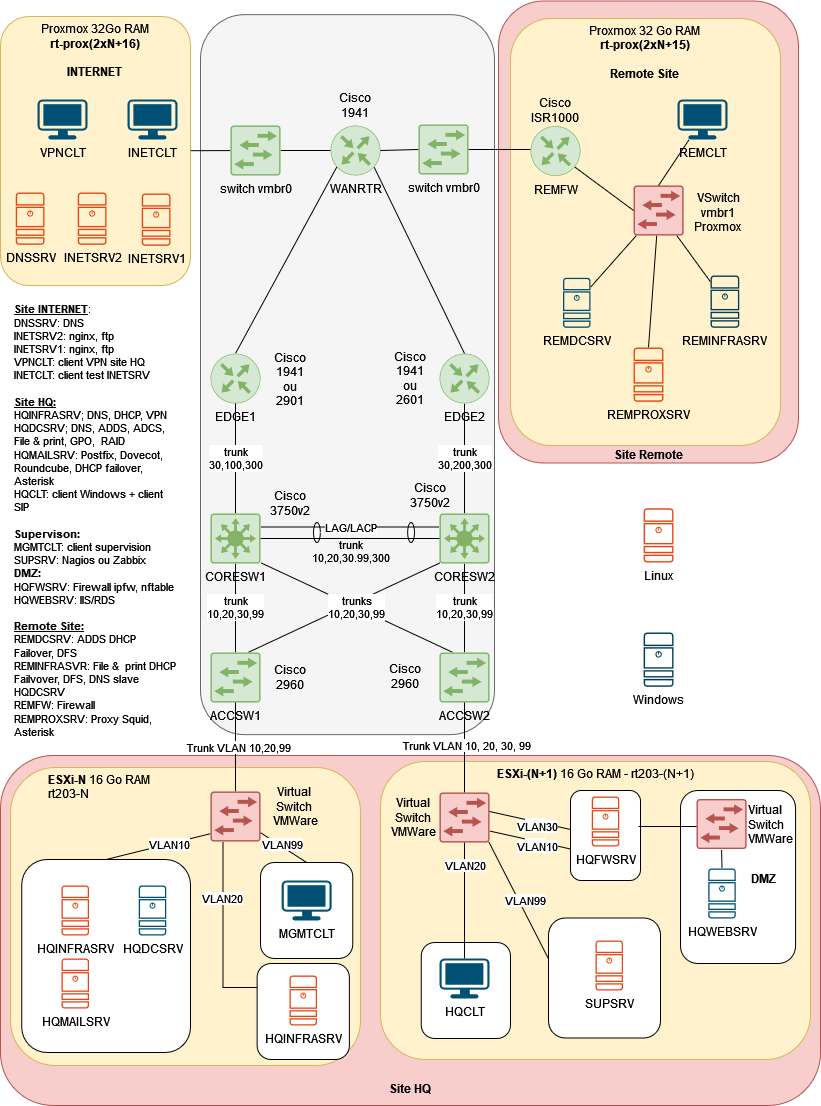 Proxmox 32Go RAM
rt-prox(2xN+16)
INTERNET
VPNCLT
INETCLT
DNSSRV
INETSRV2
INETSRV1
Cisco
1941
switch vmbr0
WANRTR
switch vmbr0
Proxmox 32 Go RAM
rt-prox(2xN+15)
Remote Site
Cisco
ISR1000
REMFW
REMCLT
VSwitch
vmbr1
Proxmox
REMDCSRV
REMINFRASRV
REMPROXSRV
Site Remote
Site INTERNET:
DNSSRV: DNS
INETSRV2: nginx, ftp
INETSRV1: nginx, ftp
VPNCLT: client VPN site HQ
INETCLT: client test INETSRV
Site HQ:
HQINFRASRV; DNS, DHCP, VPN
HQDCSRV; DNS, ADDS, ADCS,
File & print, GPO, RAID
HQMAILSRV: Postfix, Dovecot,
Roundcube, DHCP failover,
Asterisk
HQCLT: client Windows + client
SIP
Supervison:
MGMTCLT: client supervision
SUPSRV: Nagios ou Zabbix
DMZ:
HQFWSRV: Firewall ipfw, nftable
HQWEBSRV: IIS/RDS
Remote Site:
REMDCSRV: ADDS DHCP
Failover, DFS
REMINFRASVR: File & print DHCP
Failvover, DFS, DNS slave
HQDCSRV
REMFW: Firewall
REMPROXSRV: Proxy Squid,
Asterisk
Cisco
1941
ou
2901
EDGE1
Cisco
1941
ou
2601
EDGE2
trunk
30,100,300
trunk
30,200,300
Cisco
3750v2
Cisco
3750v2
LAG/LACP
trunk
10,20,30.99,300
CORESW1
CORESW2
trunk
10,20,30,99
trunks
10,20,30,99
trunk
10,20,30,99
Cisco
2960
Cisco
2960
ACCSW1
ACCSW2
Linux
Windows
Trunk VLAN 10,20,99
Trunk VLAN 10, 20, 30, 99
ESXi-N 16 Go RAM
rt203-N
Virtual
Switch
VMWare
VLAN10
VLAN99
VLAN20
HQINFRASRV
HQDCSRV
HQMAILSRV
MGMTCLT
HQINFRASRV
ESXi-(N+1) 16 Go RAM - rt203-(N+1)
Virtual
Switch
VMWare
VLAN30
VLAN10
VLAN20
VLAN99
HQFWSRV
Virtual
Switch
VMWare
DMZ
HQWEBSRV
HQCLT
SUPSRV
Site HQ